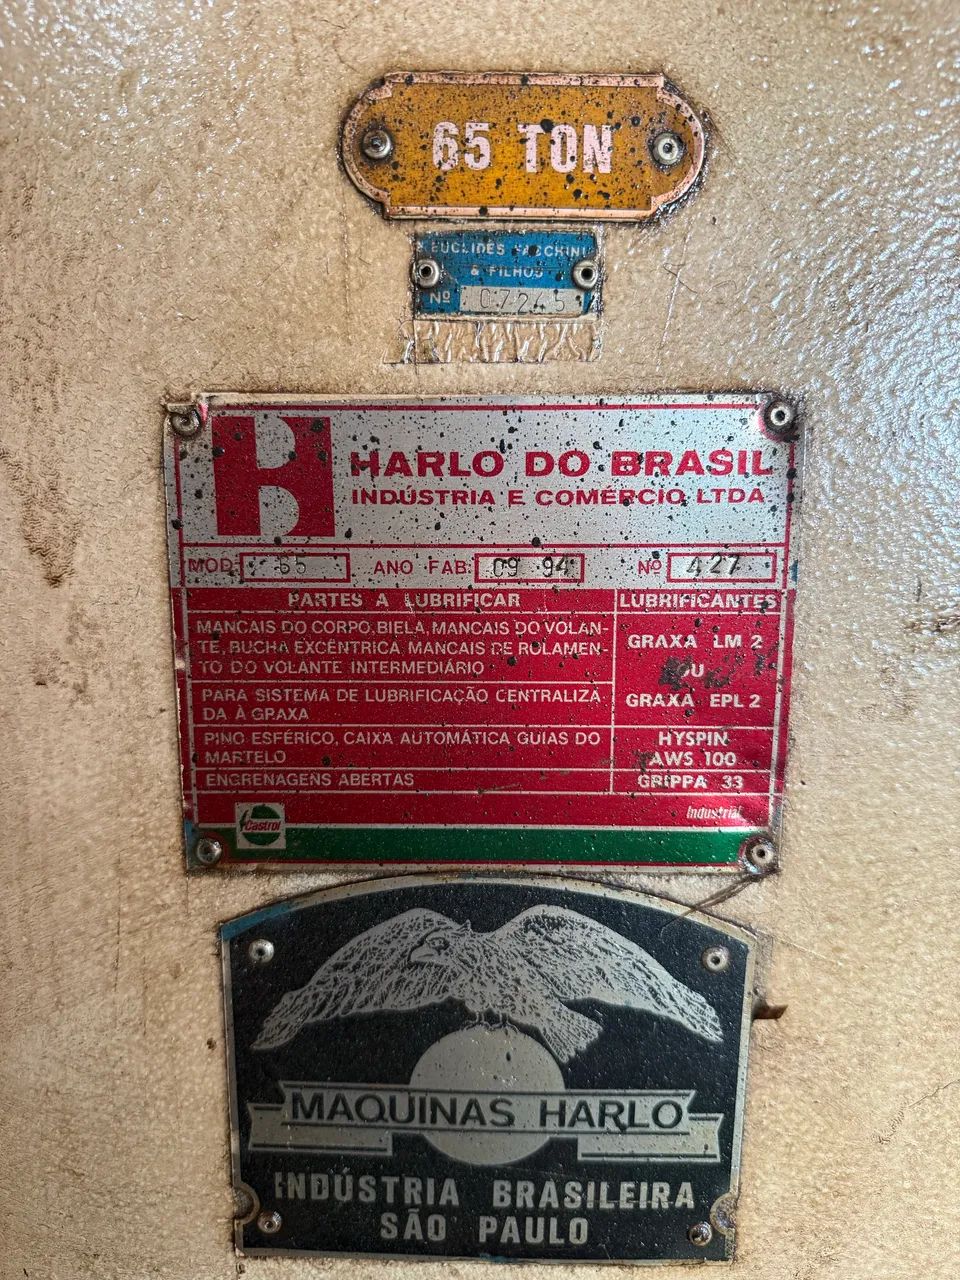 65 TON
EUCLIDES FACCHINI
& FILHOS
Nº 07245
HARLO DO BRASIL
INDÚSTRIA E COMÉRCIO LTDA
MOD: 65 ANO FAB: 09 94 Nº 427
PARTES A LUBRIFICAR LUBRIFICANTES
MANCAIS DO CORPO, BIELA, MANCAIS DO VOLAN-
TE, BUCHA EXCÊNTRICA, MANCAIS DE ROLAMEN-
TO DO VOLANTE INTERMEDIÁRIO
GRAXA LM 2
OU
GRAXA EPL 2
PARA SISTEMA DE LUBRIFICAÇÃO CENTRALIZA
DA À GRAXA
PINO ESFÉRICO, CAIXA AUTOMÁTICA GUIAS DO
MARTELO
HYSPIN
AWS 100
ENGRENAGENS ABERTAS GRIPPA 33
Castrol Industrial
MAQUINAS HARLO
INDÚSTRIA BRASILEIRA
SÃO PAULO